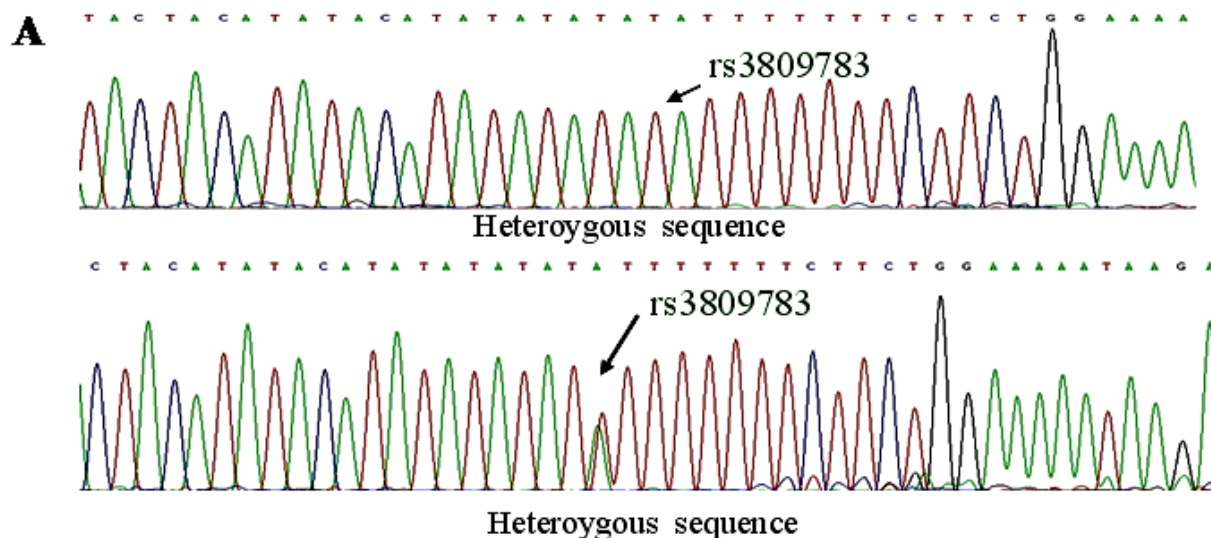 A
T A C T A C A T A T A C A T A T A T A T A T A T T T T T T T C T T C T G G A A A A
rs3809783
Heteroygous sequence
C T A C A T A T A C A T A T A T A T A T A T T T T T T T C T T C T G G A A A A A T A A G A
rs3809783
Heteroygous sequence